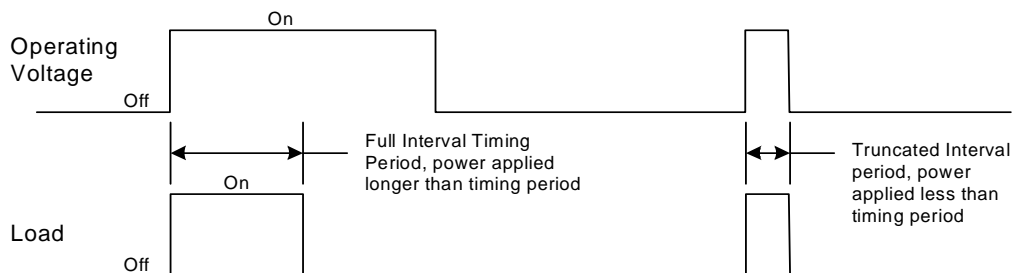 On
Operating
Voltage
Off
Full Interval Timing
Period, power applied
longer than timing period
Truncated Interval
period, power
applied less than
timing period
On
Load
Off